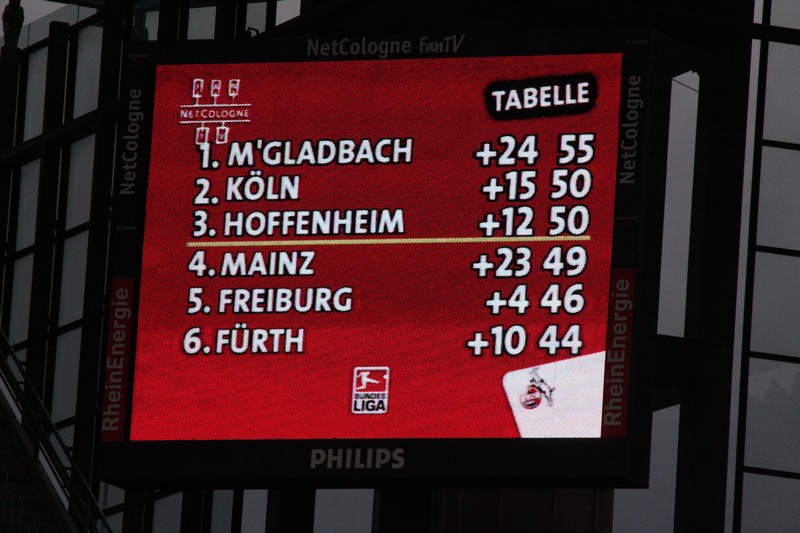 NetCologne FanTV
NetCologne
NetCologne
NETCOLOGNE
TABELLE
1. M'GLADBACH +24 55
2. KÖLN +15 50
3. HOFFENHEIM +12 50
4. MAINZ +23 49
5. FREIBURG +4 46
6. FÜRTH +10 44
BUNDES
LIGA
RheinEnergie
RheinEnergie
PHILIPS